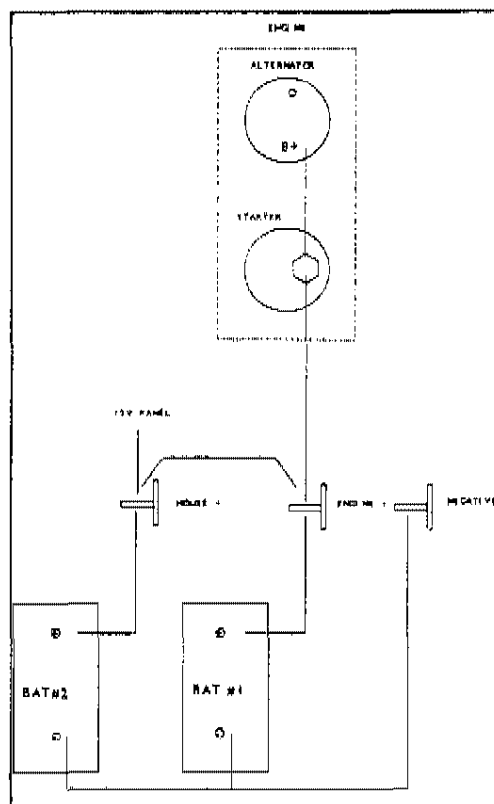 ENGINE
ALTERNATOR
B+
STARTER
12V PANEL
HOUSE +
ENGINE +
NEGATIVE
BAT#2
BAT #1